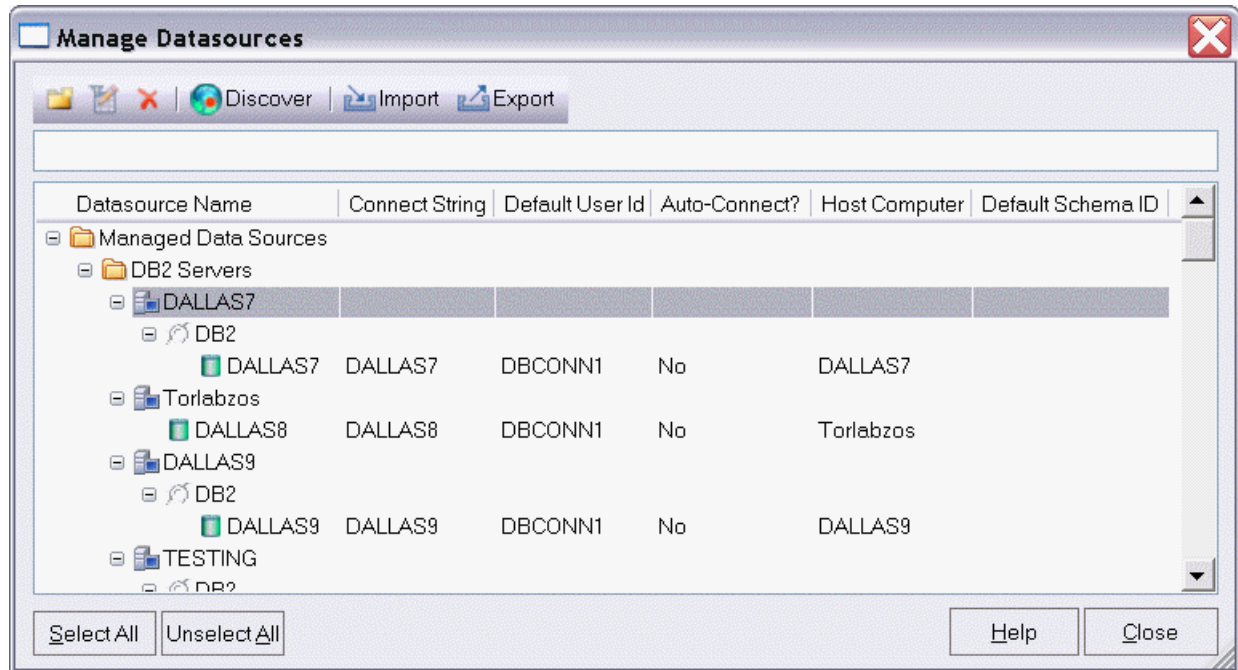 Manage Datasources
Discover Import Export
Datasource Name Connect String Default User Id Auto-Connect? Host Computer Default Schema ID
Managed Data Sources
DB2 Servers
DALLAS7
DB2
DALLAS7 DALLAS7 DBCONN1 No DALLAS7
Torlabzos
DALLAS8 DALLAS8 DBCONN1 No Torlabzos
DALLAS9
DB2
DALLAS9 DALLAS9 DBCONN1 No DALLAS9
TESTING
DB2
Select All Unselect All Help Close